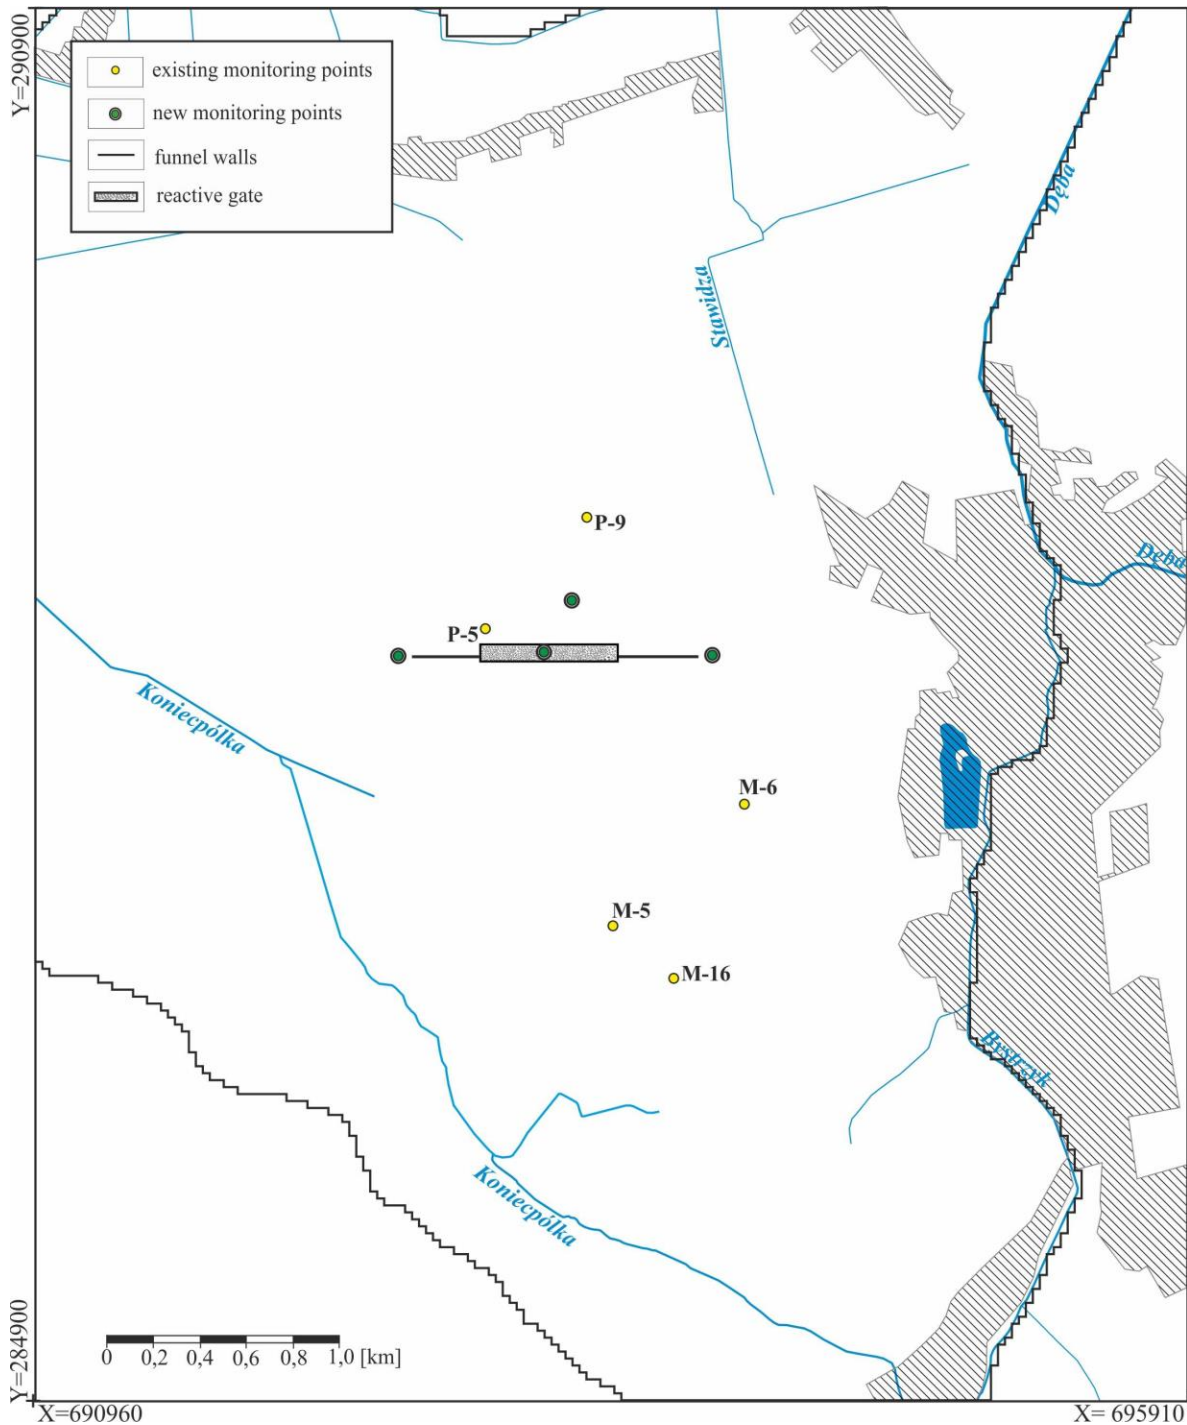 Y=290900
existing monitoring points
new monitoring points
funnel walls
reactive gate
Dęba
Stawidza
P-9
Dęba
P-5
Koniecpólka
M-6
M-5
M-16
Bystrzyk
Koniecpólka
Y=284900
0 0,2 0,4 0,6 0,8 1,0 [km]
X=690960
X= 695910